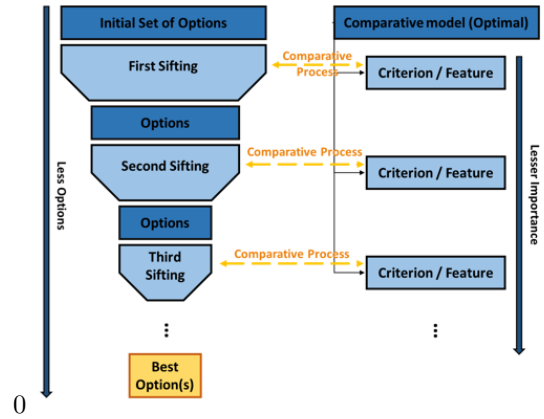 Initial Set of Options
Comparative model (Optimal)
First Sifting
Comparative
Process
Criterion / Feature
Options
Second Sifting
Comparative Process
Criterion / Feature
Options
Third
Sifting
Comparative Process
Criterion / Feature
...
...
Best
Option(s)
Less Options
Lesser Importance
0